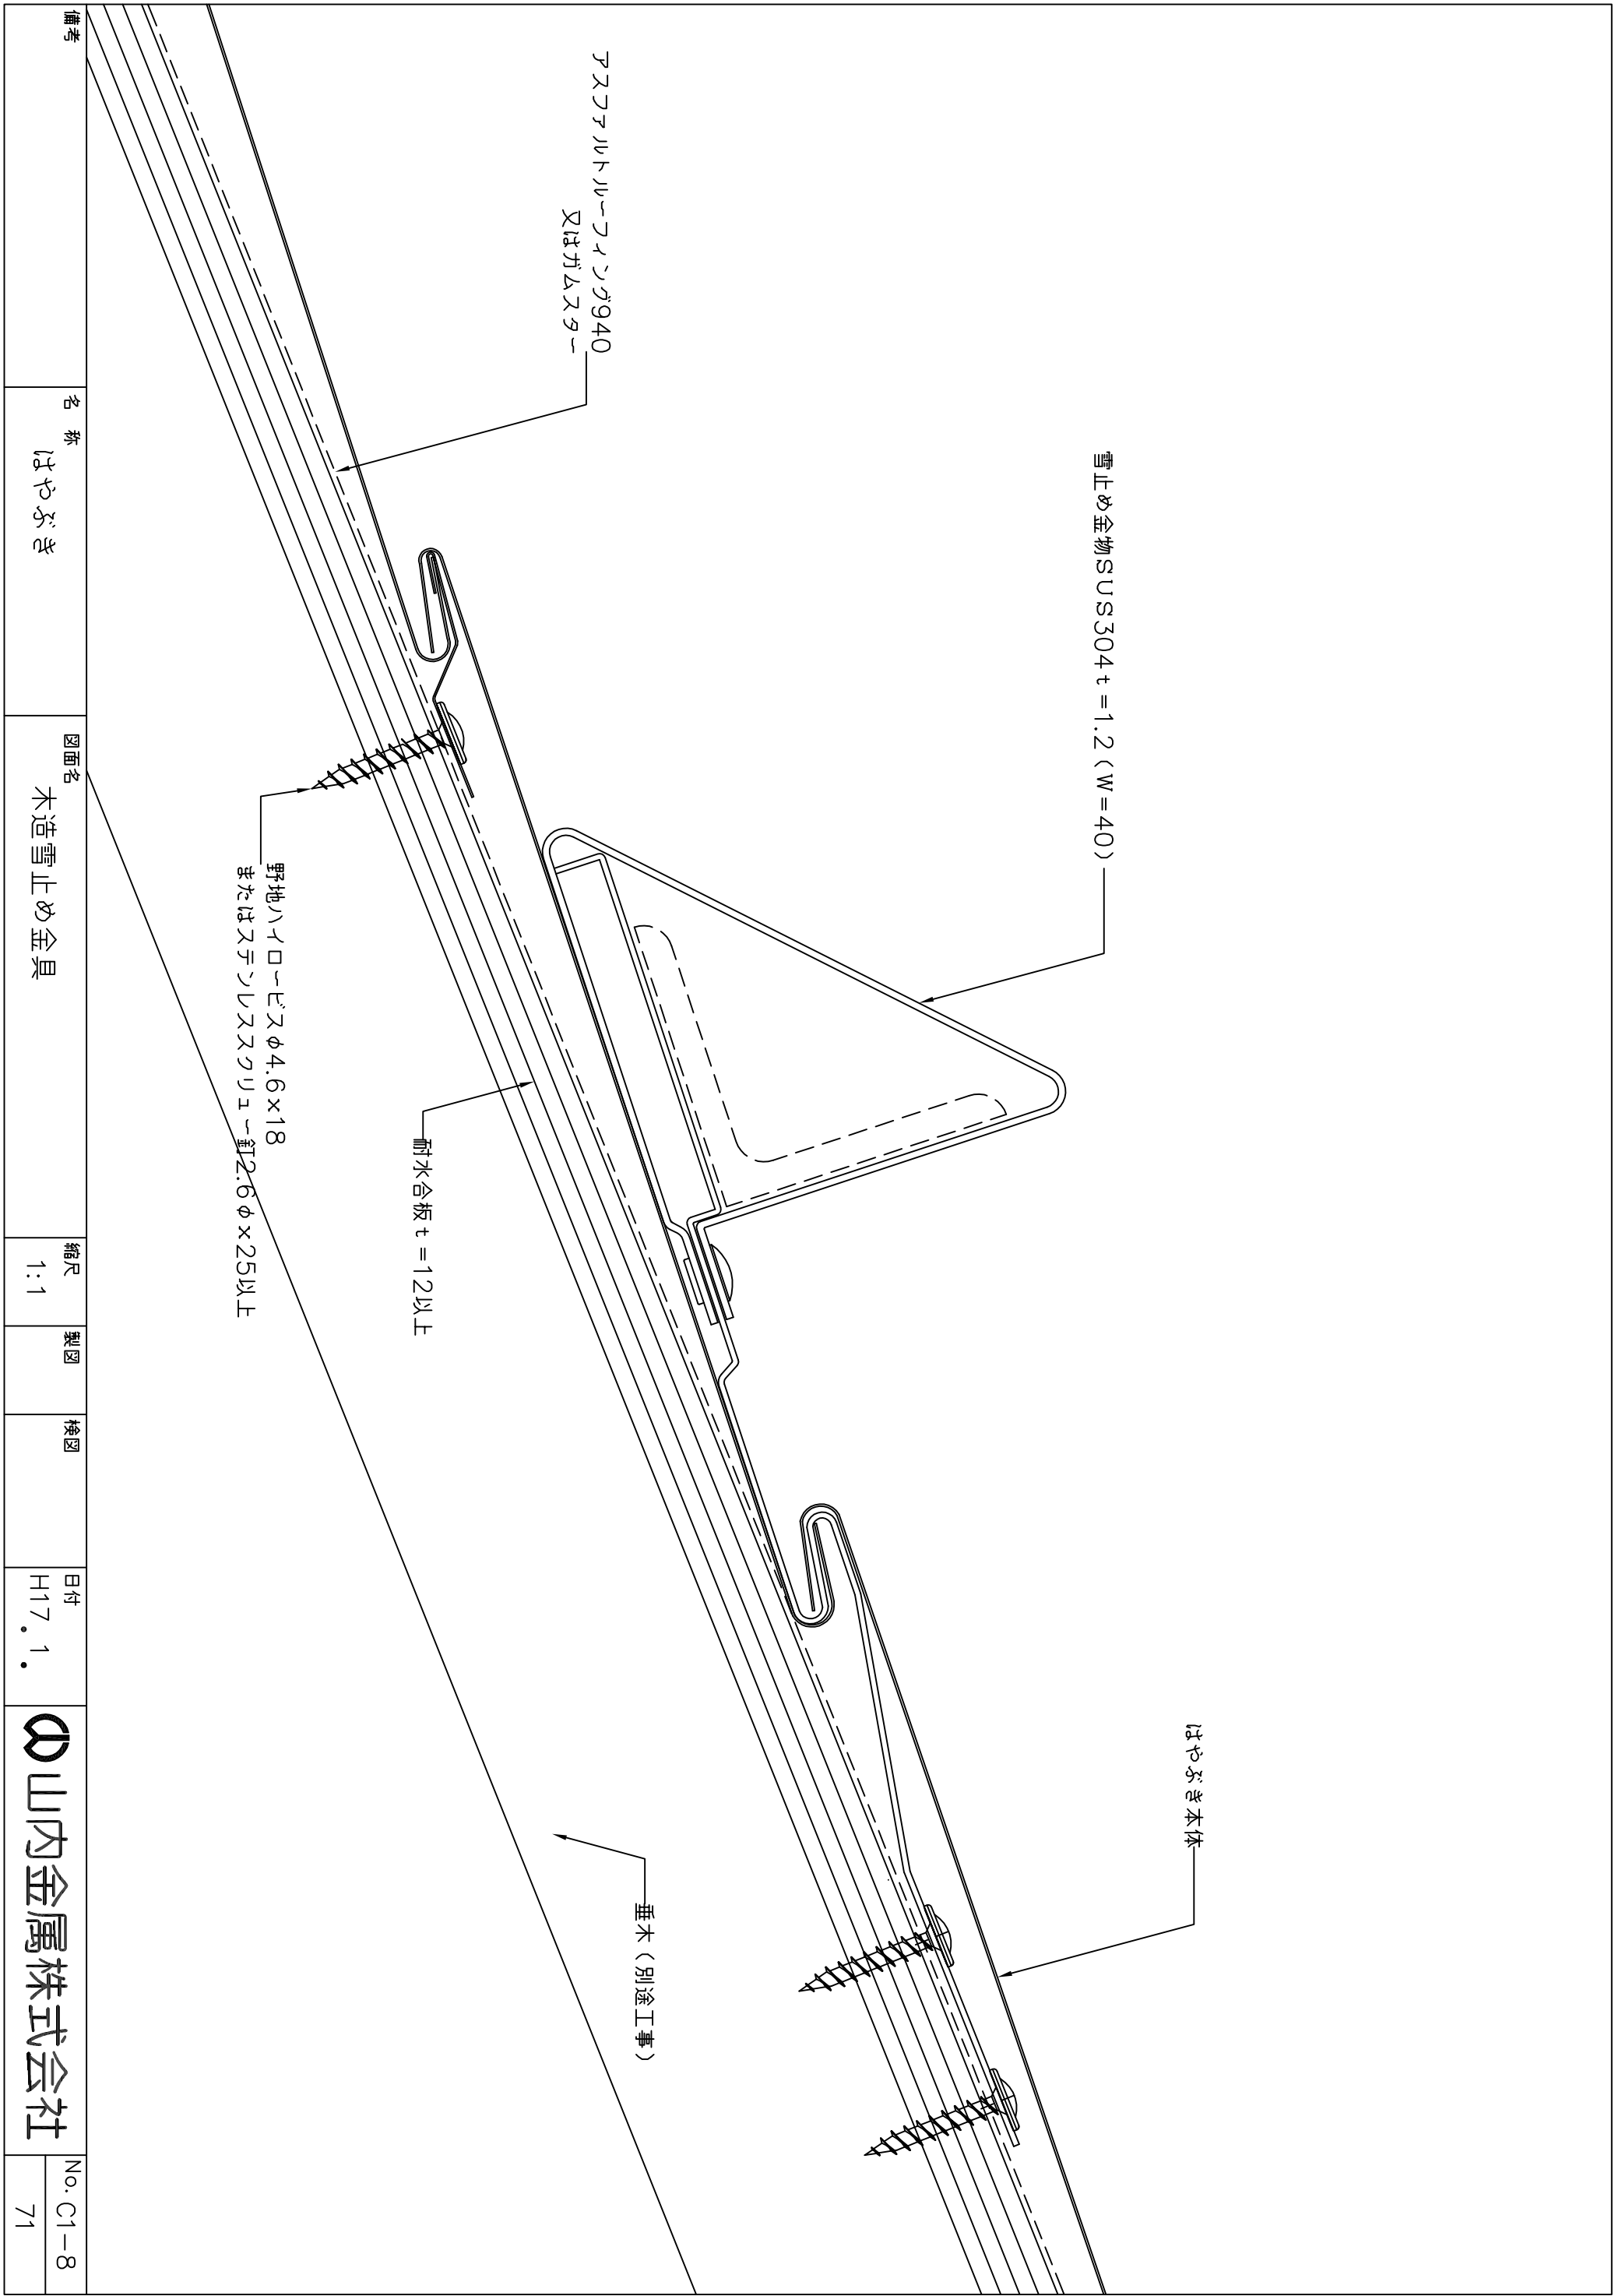 雪止め金物SUS304t=1.2(W=40)
はやぶき本体
アスファルトルーフィング940
又はガムスター
垂木(別途工事)
耐水合板t=12以上
野地ハイロービスφ4.6×18
またはステンレススクリュー釘2.6φ×25以上
備考
名 称
はやぶき
図面名
木造雪止め金具
縮尺
1:1
製図
検図
日付
H17.1.
山内金属株式会社
No. C1-8
71